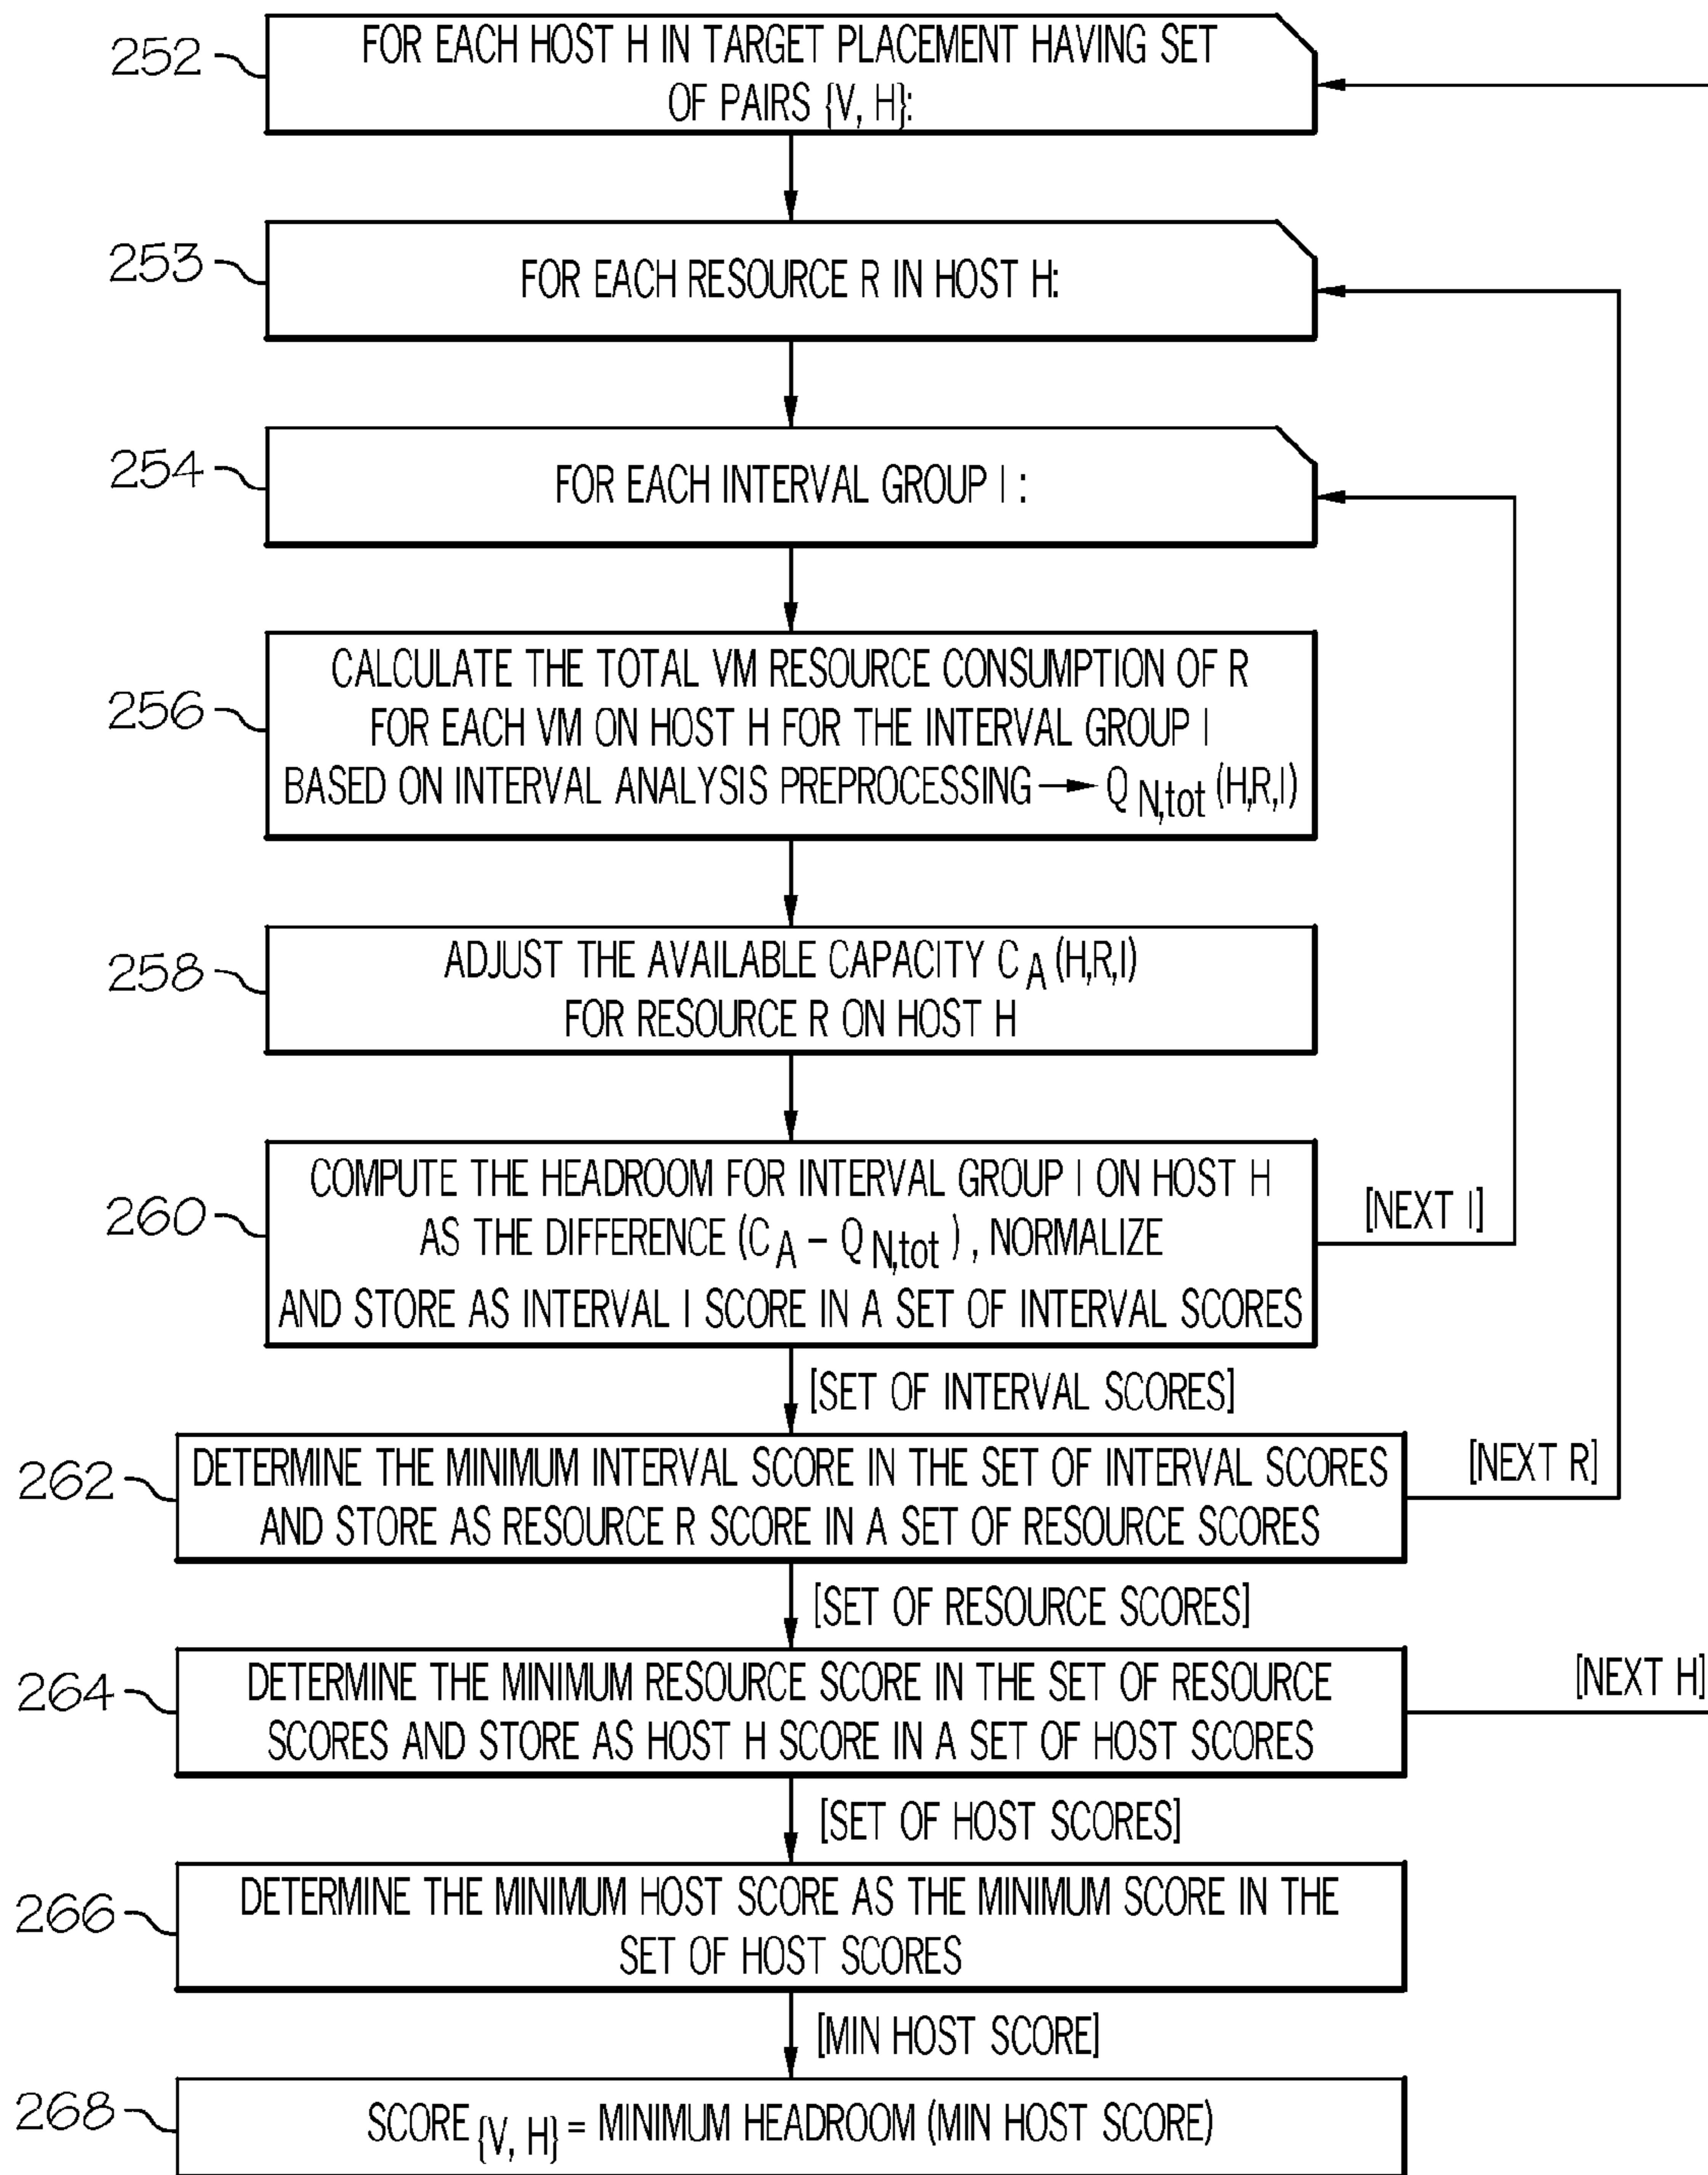 252
FOR EACH HOST H IN TARGET PLACEMENT HAVING SET
OF PAIRS {V, H}:
253
FOR EACH RESOURCE R IN HOST H:
254
FOR EACH INTERVAL GROUP I :
256
CALCULATE THE TOTAL VM RESOURCE CONSUMPTION OF R
FOR EACH VM ON HOST H FOR THE INTERVAL GROUP I
BASED ON INTERVAL ANALYSIS PREPROCESSING → Q N,tot (H,R,I)
258
ADJUST THE AVAILABLE CAPACITY C A (H,R,I)
FOR RESOURCE R ON HOST H
260
COMPUTE THE HEADROOM FOR INTERVAL GROUP I ON HOST H
AS THE DIFFERENCE (C A – Q N,tot ) , NORMALIZE
AND STORE AS INTERVAL I SCORE IN A SET OF INTERVAL SCORES
[NEXT I]
[SET OF INTERVAL SCORES]
262
DETERMINE THE MINIMUM INTERVAL SCORE IN THE SET OF INTERVAL SCORES
AND STORE AS RESOURCE R SCORE IN A SET OF RESOURCE SCORES
[NEXT R]
[SET OF RESOURCE SCORES]
264
DETERMINE THE MINIMUM RESOURCE SCORE IN THE SET OF RESOURCE
SCORES AND STORE AS HOST H SCORE IN A SET OF HOST SCORES
[NEXT H]
[SET OF HOST SCORES]
266
DETERMINE THE MINIMUM HOST SCORE AS THE MINIMUM SCORE IN THE
SET OF HOST SCORES
[MIN HOST SCORE]
268
SCORE {V, H} = MINIMUM HEADROOM (MIN HOST SCORE)